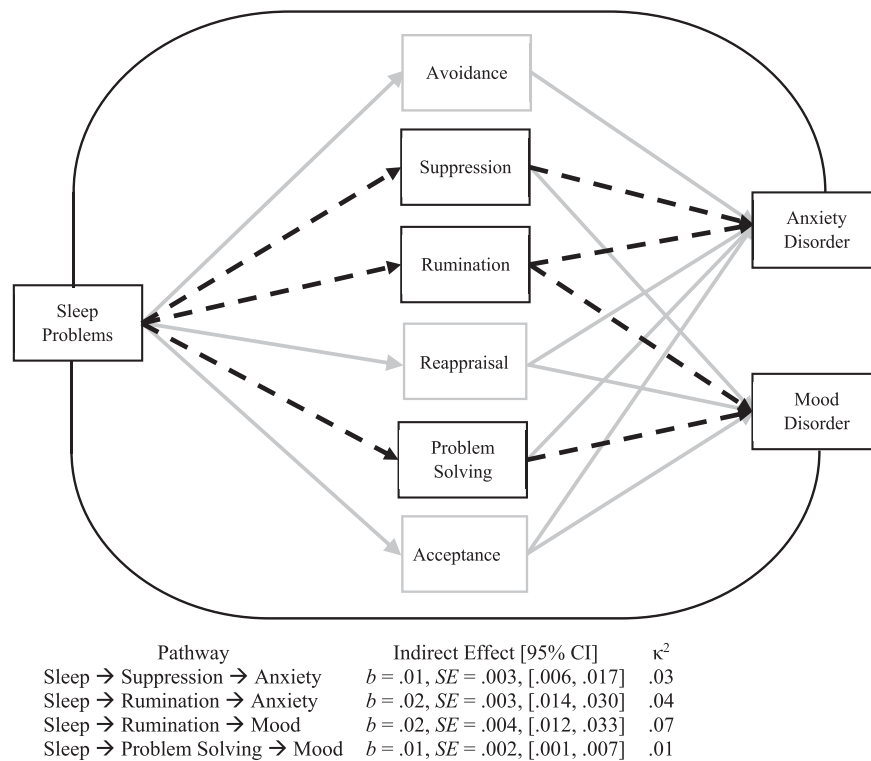 Avoidance
Suppression
Anxiety
Disorder
Rumination
Sleep
Problems
Reappraisal
Mood
Disorder
Problem
Solving
Acceptance
Pathway Indirect Effect [95% CI] κ²
Sleep → Suppression → Anxiety b = .01, SE = .003, [.006, .017] .03
Sleep → Rumination → Anxiety b = .02, SE = .003, [.014, .030] .04
Sleep → Rumination → Mood b = .02, SE = .004, [.012, .033] .07
Sleep → Problem Solving → Mood b = .01, SE = .002, [.001, .007] .01